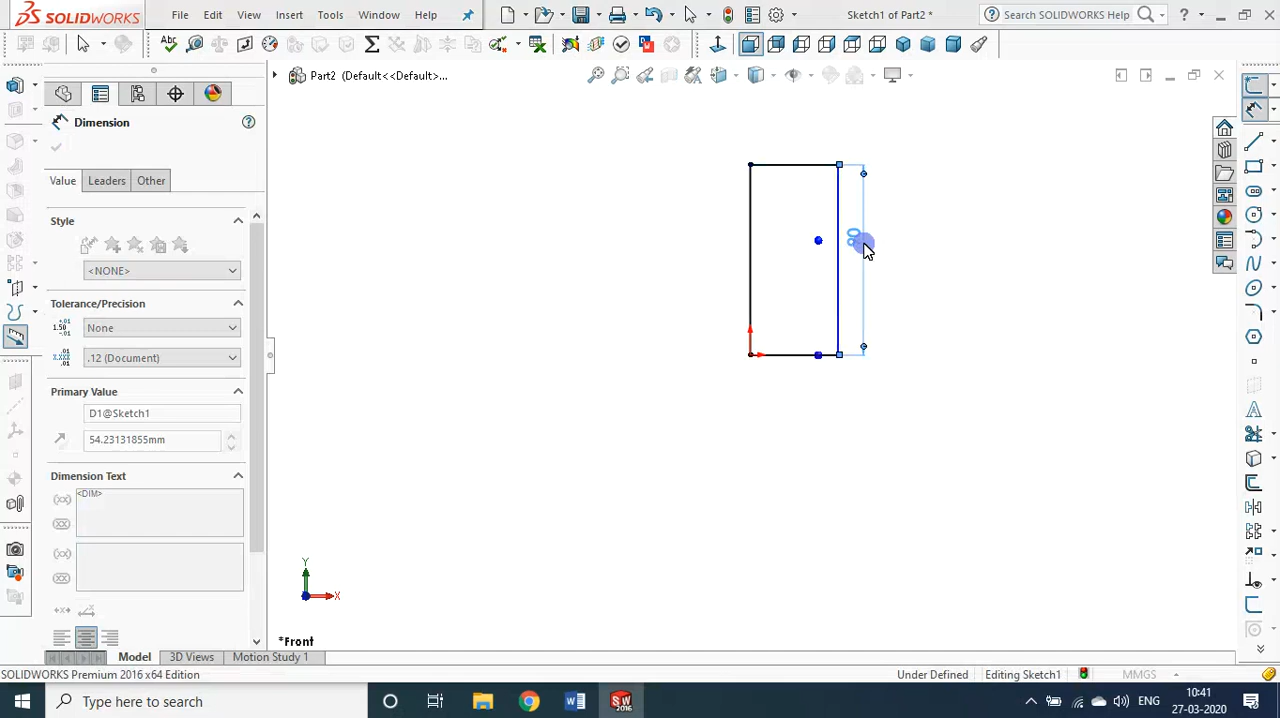 SOLIDWORKS
File Edit View Insert Tools Window Help
Sketch1 of Part2 *
Search SOLIDWORKS Help
Part2 (Default<<Default>...
Dimension
Value Leaders Other
Style
<NONE>
Tolerance/Precision
None
.12 (Document)
Primary Value
D1@Sketch1
54.23131855mm
Dimension Text
<DIM>
Y
X
*Front
Model 3D Views Motion Study 1
SOLIDWORKS Premium 2016 x64 Edition
Under Defined Editing Sketch1 MMGS
Type here to search
ENG
10:41
27-03-2020